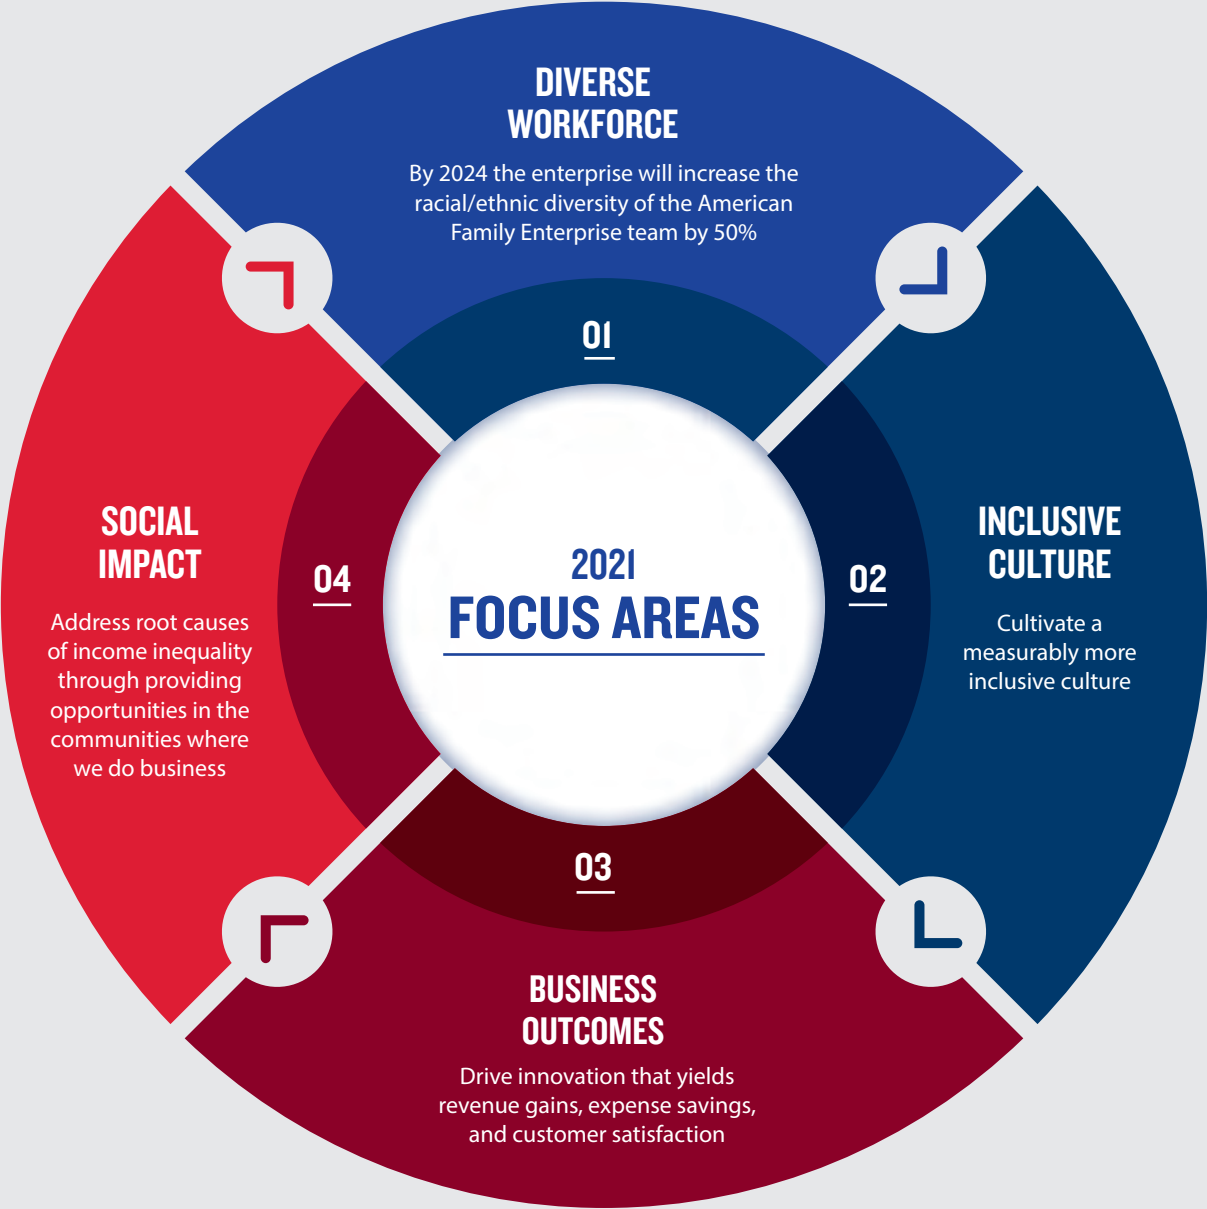 DIVERSE
WORKFORCE
By 2024 the enterprise will increase the
racial/ethnic diversity of the American
Family Enterprise team by 50%
01
2021
FOCUS AREAS
INCLUSIVE
CULTURE
Cultivate a
measurably more
inclusive culture
02
03
BUSINESS
OUTCOMES
Drive innovation that yields
revenue gains, expense savings,
and customer satisfaction
SOCIAL
IMPACT
Address root causes
of income inequality
through providing
opportunities in the
communities where
we do business
04